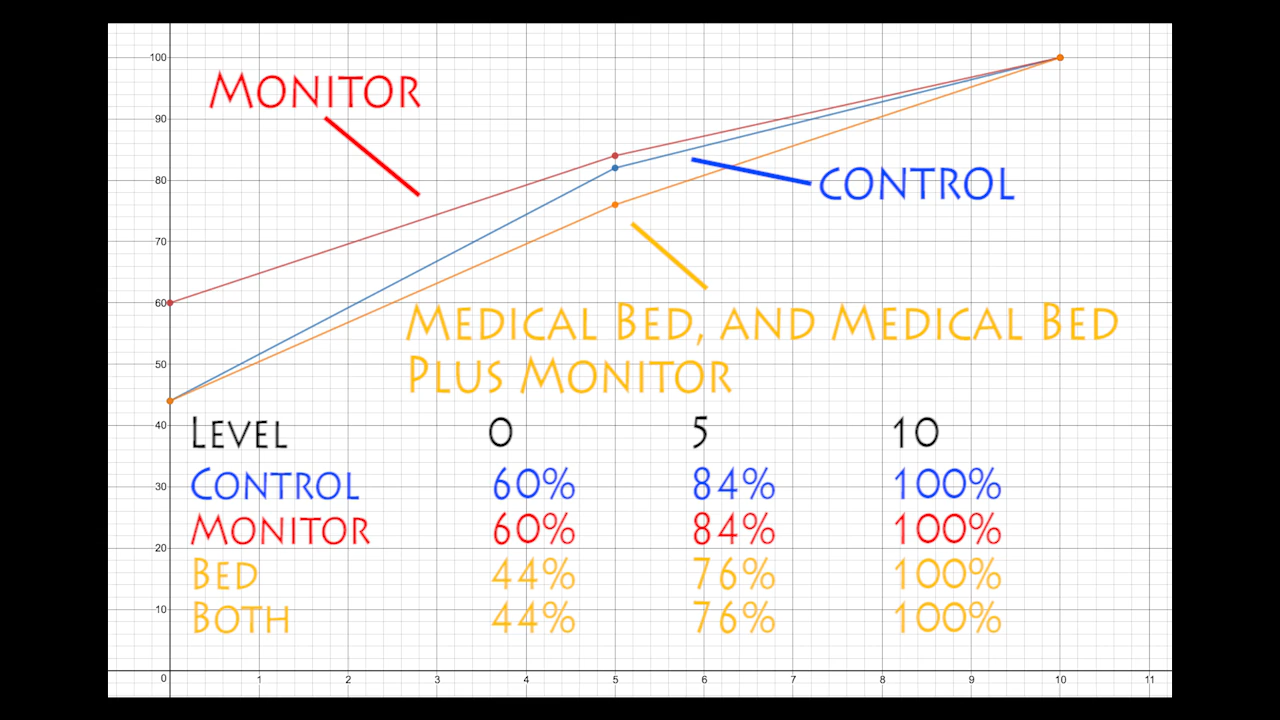 100
MONITOR
90
80
CONTROL
70
60
MEDICAL BED, AND MEDICAL BED
PLUS MONITOR
50
40
LEVEL 0 5 10
CONTROL 60% 84% 100%
30
MONITOR 60% 84% 100%
20
BED 44% 76% 100%
BOTH 44% 76% 100%
10
0 1 2 3 4 5 6 7 8 9 10 11